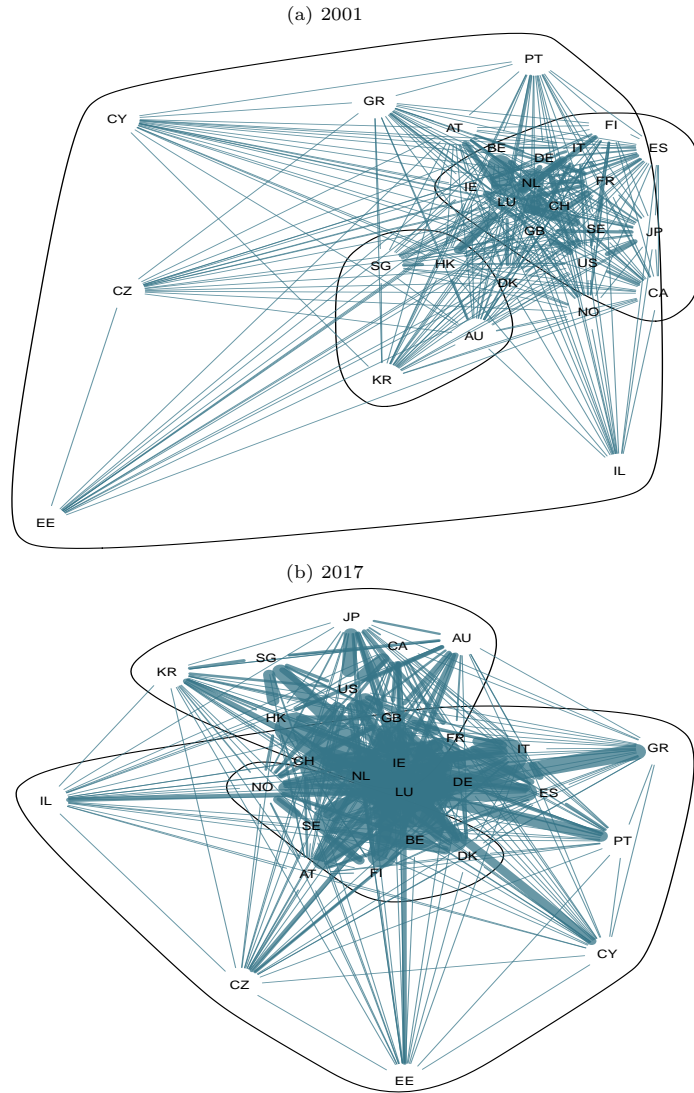 (a) 2001
PT
CY
GR
FI
AT
BE
IT
ES
DE
IE
NL
FR
LU
CH
GB
SE
JP
SG
HK
US
CZ
DK
CA
NO
AU
KR
IL
EE
(b) 2017
JP
AU
CA
SG
KR
US
HK
GB
FR
IT
GR
CH
IE
NL
DE
NO
LU
ES
IL
SE
BE
PT
DK
AT
FI
CY
CZ
EE